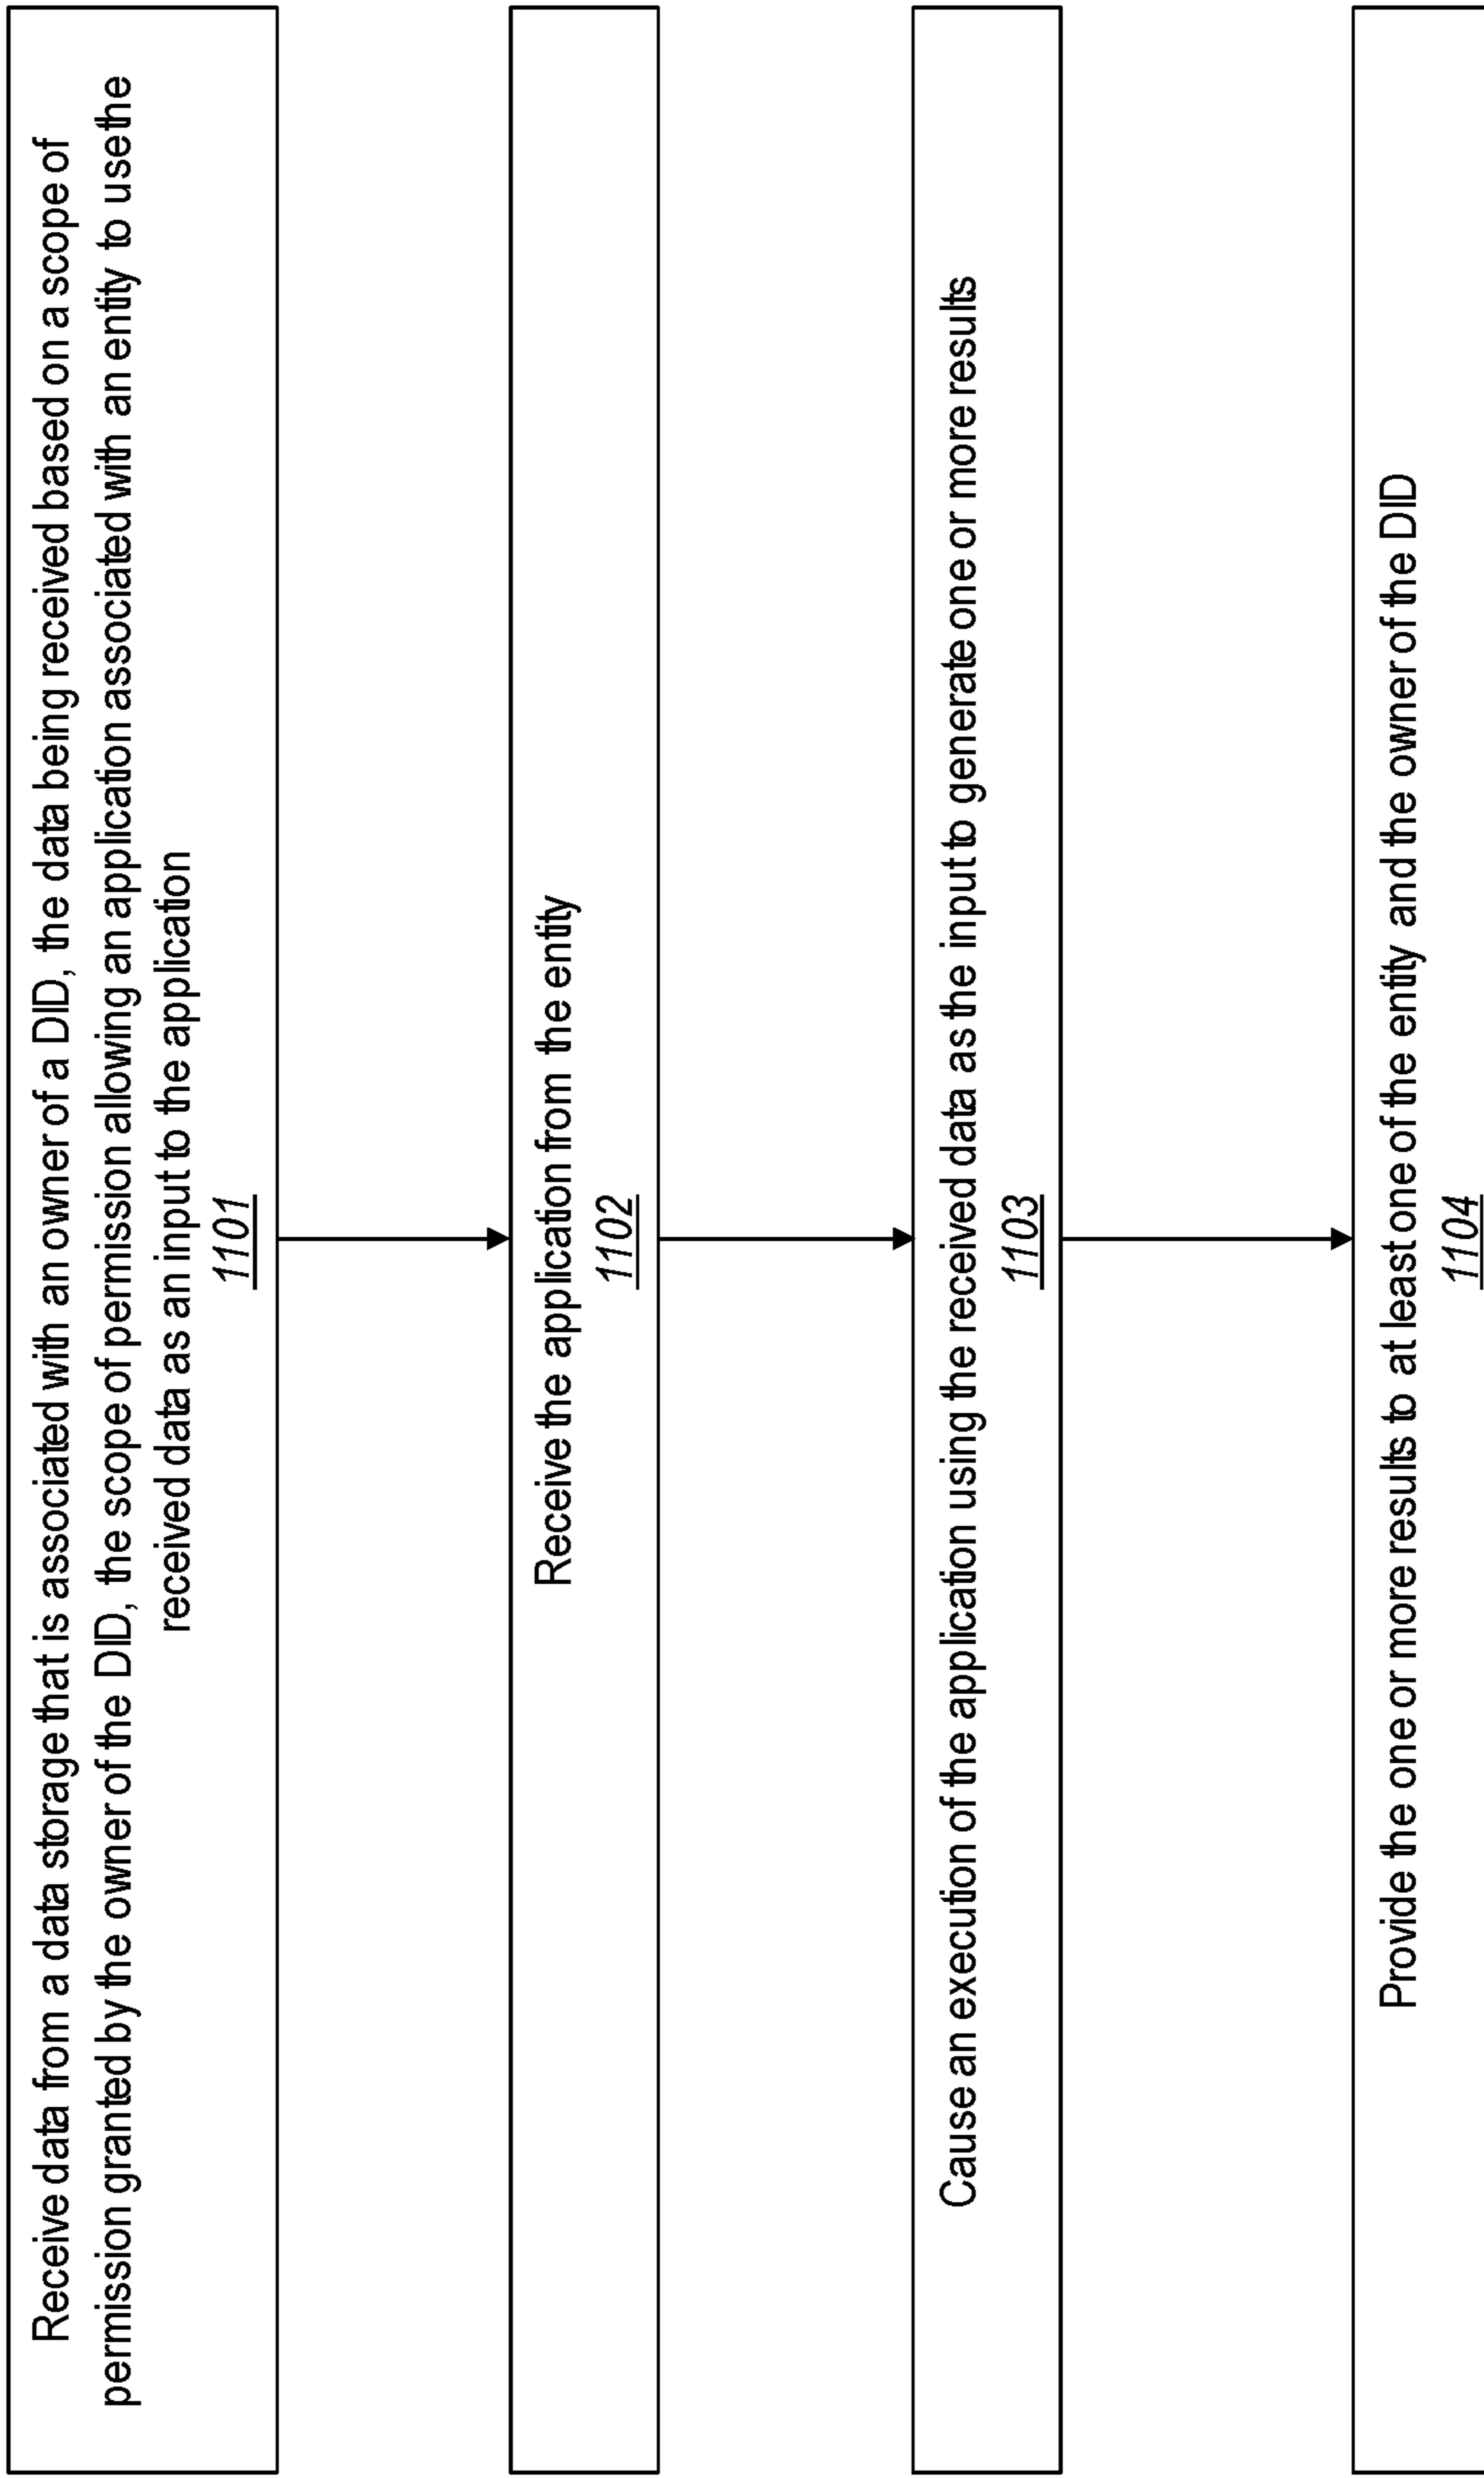 Receive data from a data storage that is associated with an owner of a DID, the data being received based on a scope of
permission granted by the owner of the DID, the scope of permission allowing an application associated with an entity to use the
received data as an input to the application
1101
Receive the application from the entity
1102
Cause an execution of the application using the received data as the input to generate one or more results
1103
Provide the one or more results to at least one of the entity and the owner of the DID
1104